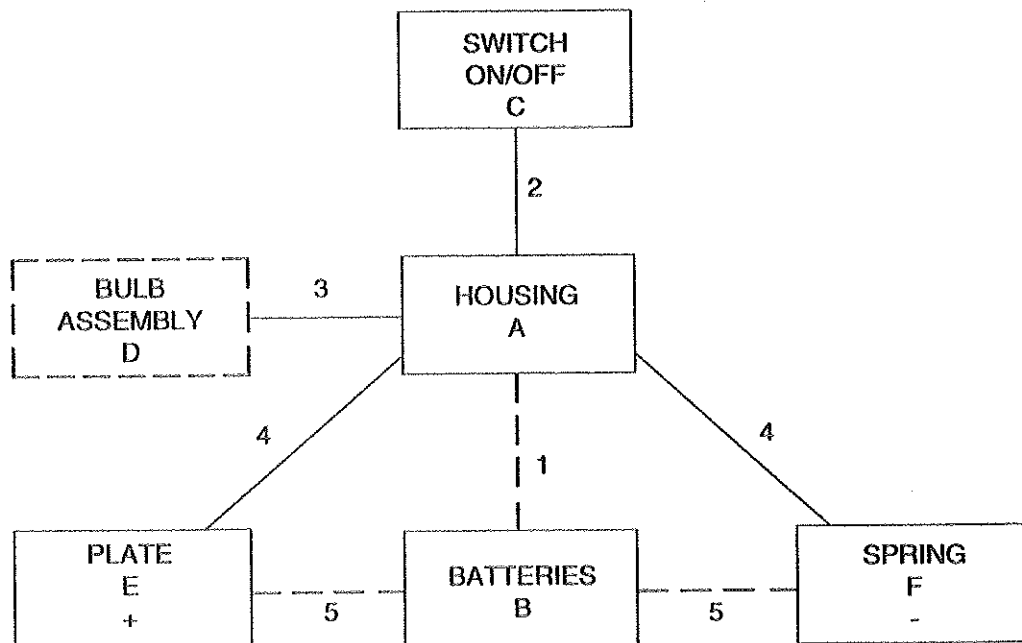 SWITCH
ON/OFF
C
2
BULB
ASSEMBLY
D
3
HOUSING
A
4
1
4
PLATE
E
+
5
BATTERIES
B
5
SPRING
F
-